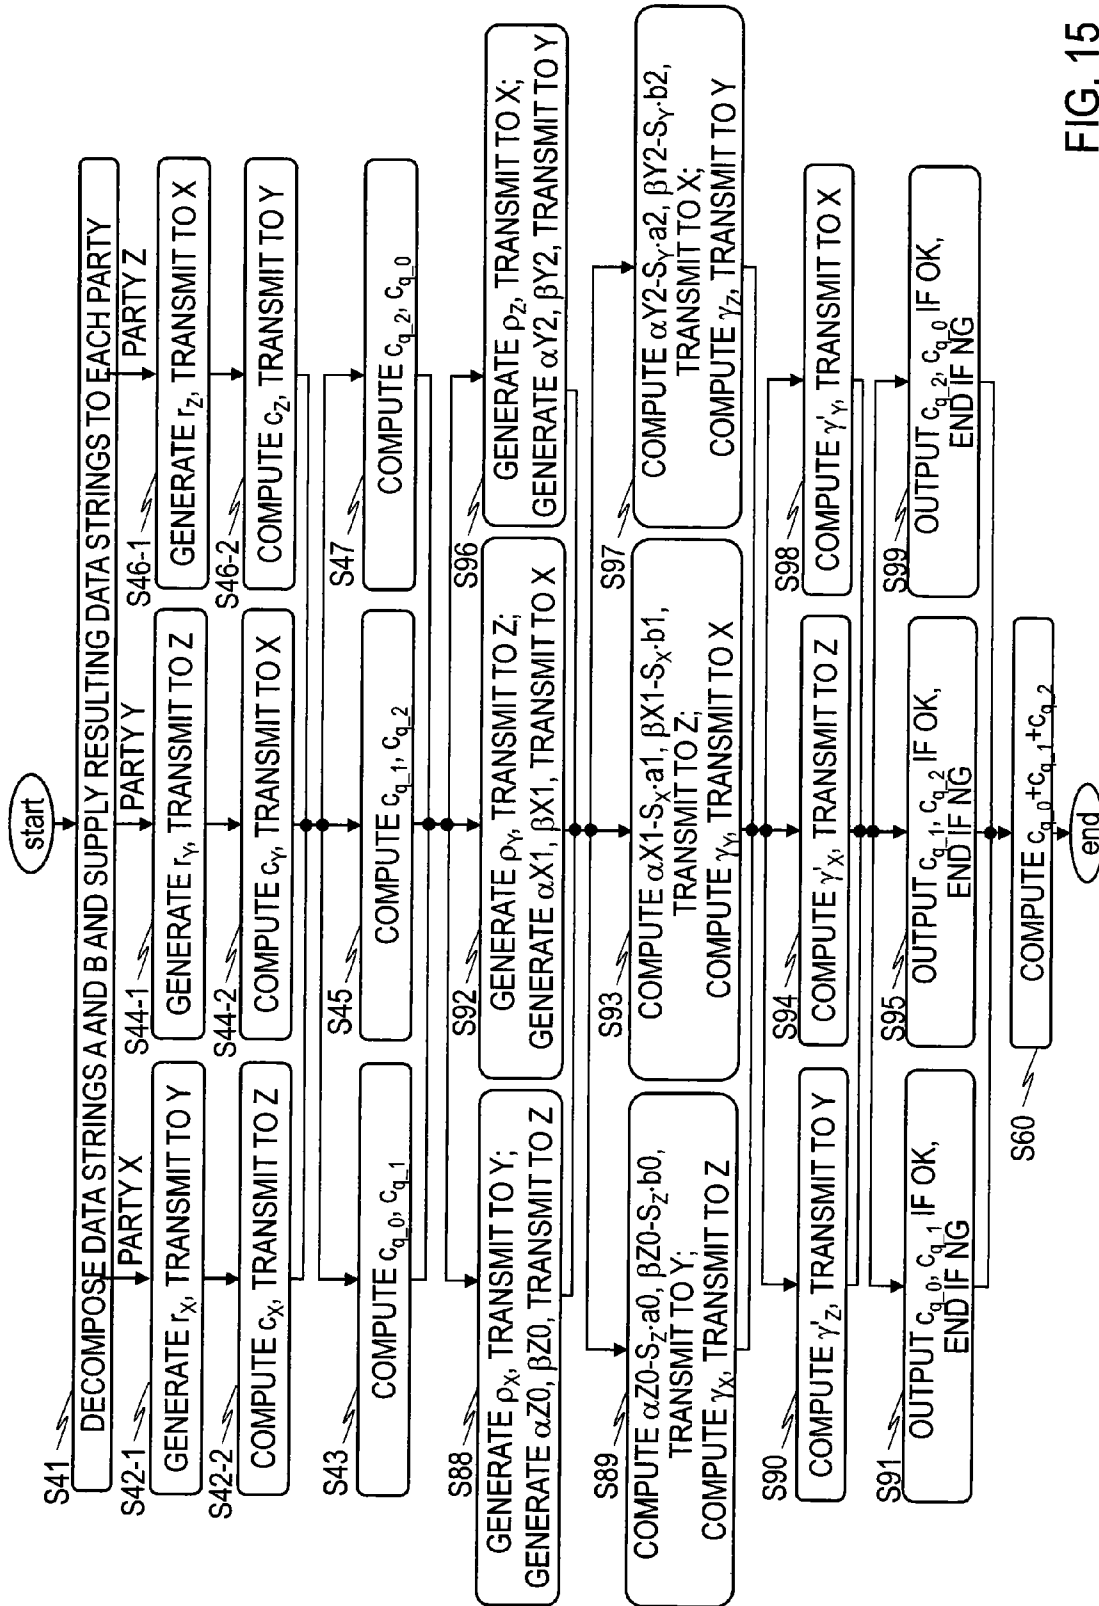 start
S41
DECOMPOSE DATA STRINGS A AND B AND SUPPLY RESULTING DATA STRINGS TO EACH PARTY
PARTY X
PARTY Y
PARTY Z
S42-1
GENERATE rX, TRANSMIT TO Y
S44-1
GENERATE rY, TRANSMIT TO Z
S46-1
GENERATE rZ, TRANSMIT TO X
S42-2
COMPUTE cX, TRANSMIT TO Z
S44-2
COMPUTE cY, TRANSMIT TO X
S46-2
COMPUTE cZ, TRANSMIT TO Y
S43
COMPUTE cq_0, cq_1
S45
COMPUTE cq_1, cq_2
S47
COMPUTE cq_2, cq_0
S88
GENERATE ρX, TRANSMIT TO Y;
GENERATE αZ0, βZ0, TRANSMIT TO Z
S92
GENERATE ρY, TRANSMIT TO Z;
GENERATE αX1, βX1, TRANSMIT TO X
S96
GENERATE ρZ, TRANSMIT TO X;
GENERATE αY2, βY2, TRANSMIT TO Y
S89
COMPUTE αZ0-SZ·a0, βZ0-SZ·b0,
TRANSMIT TO Y;
COMPUTE γX, TRANSMIT TO Z
S93
COMPUTE αX1-SX·a1, βX1-SX·b1,
TRANSMIT TO Z;
COMPUTE γY, TRANSMIT TO X
S97
COMPUTE αY2-SY·a2, βY2-SY·b2,
TRANSMIT TO X;
COMPUTE γZ, TRANSMIT TO Y
S90
COMPUTE γ'Z, TRANSMIT TO Y
S94
COMPUTE γ'X, TRANSMIT TO Z
S98
COMPUTE γ'Y, TRANSMIT TO X
S91
OUTPUT cq_0, cq_1 IF OK,
END IF NG
S95
OUTPUT cq_1, cq_2 IF OK,
END IF NG
S99
OUTPUT cq_2, cq_0 IF OK,
END IF NG
S60
COMPUTE cq_0+cq_1+cq_2
end
FIG. 15